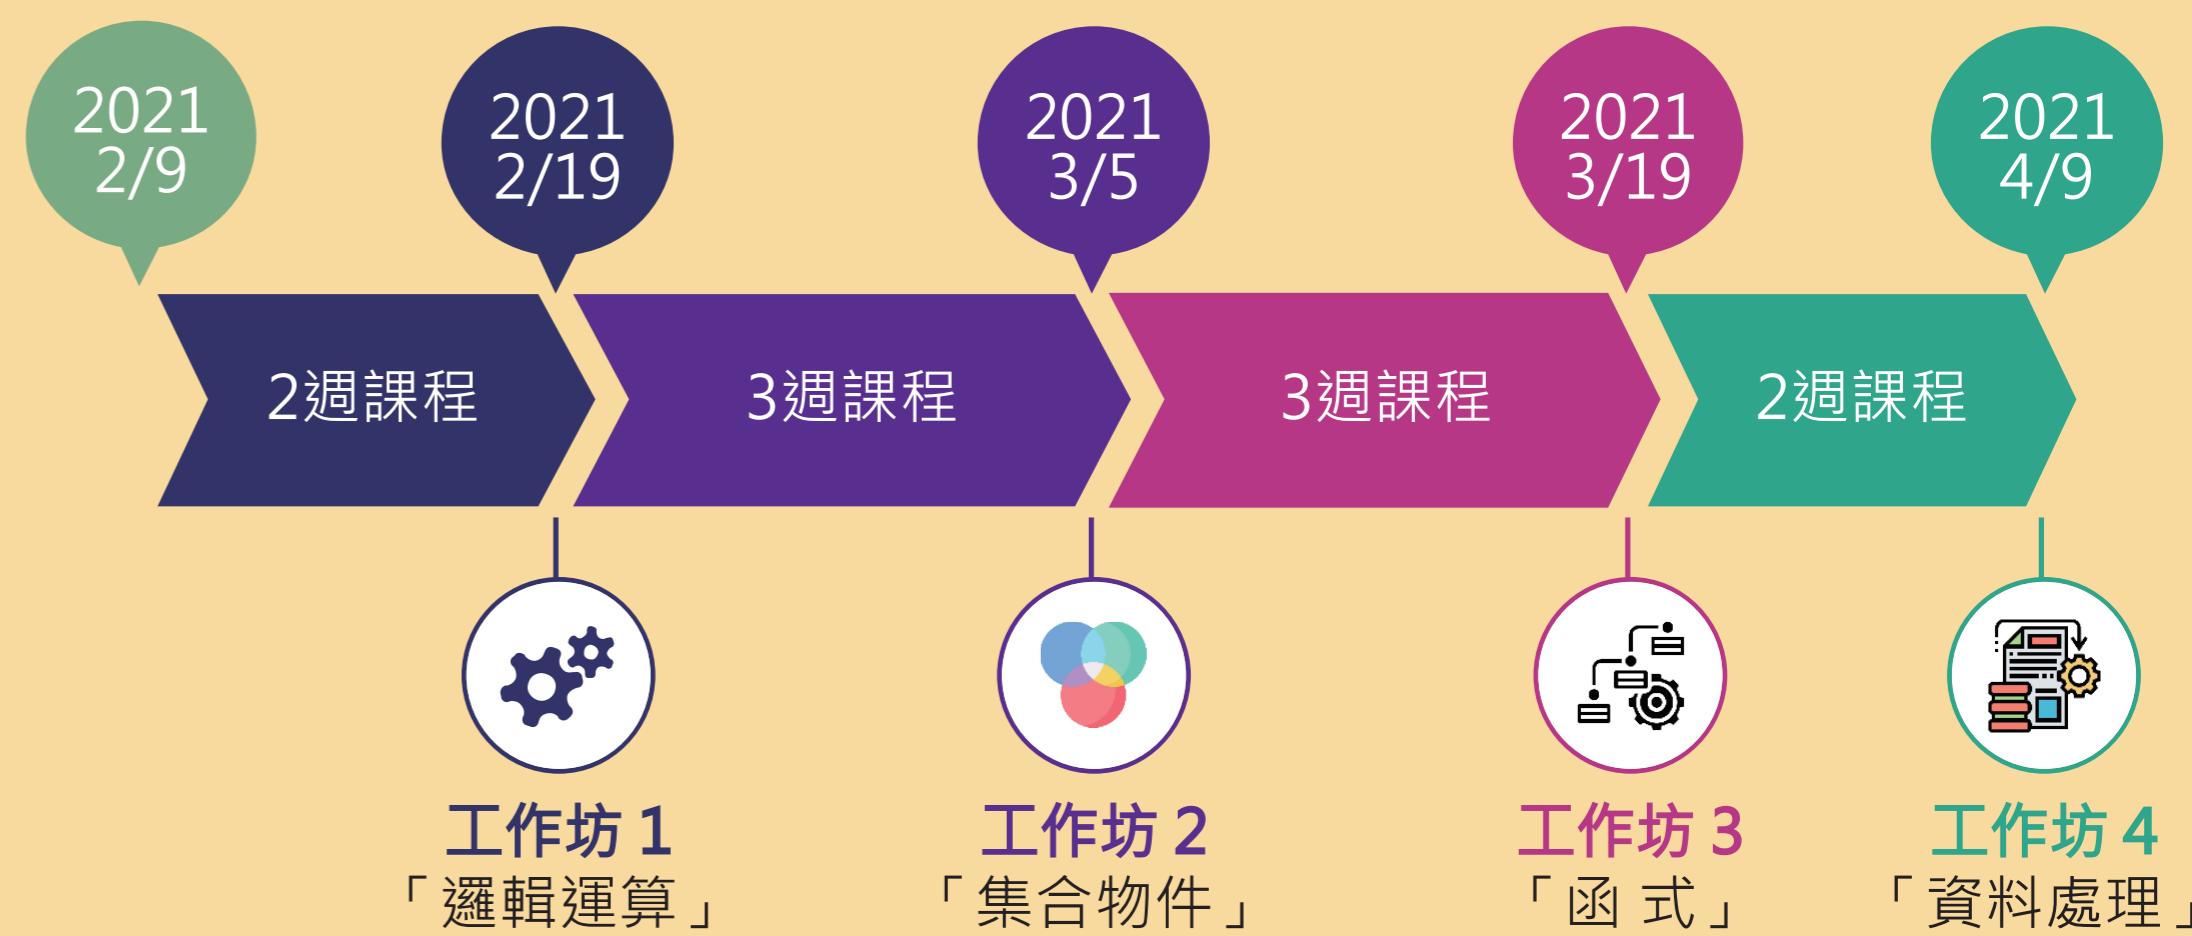 2021
2/9
2021
2/19
2021
3/5
2021
3/19
2021
4/9
2週課程
3週課程
3週課程
2週課程
工作坊 1
「邏輯運算」
工作坊 2
「集合物件」
工作坊 3
「函 式」
工作坊 4
「資料處理」